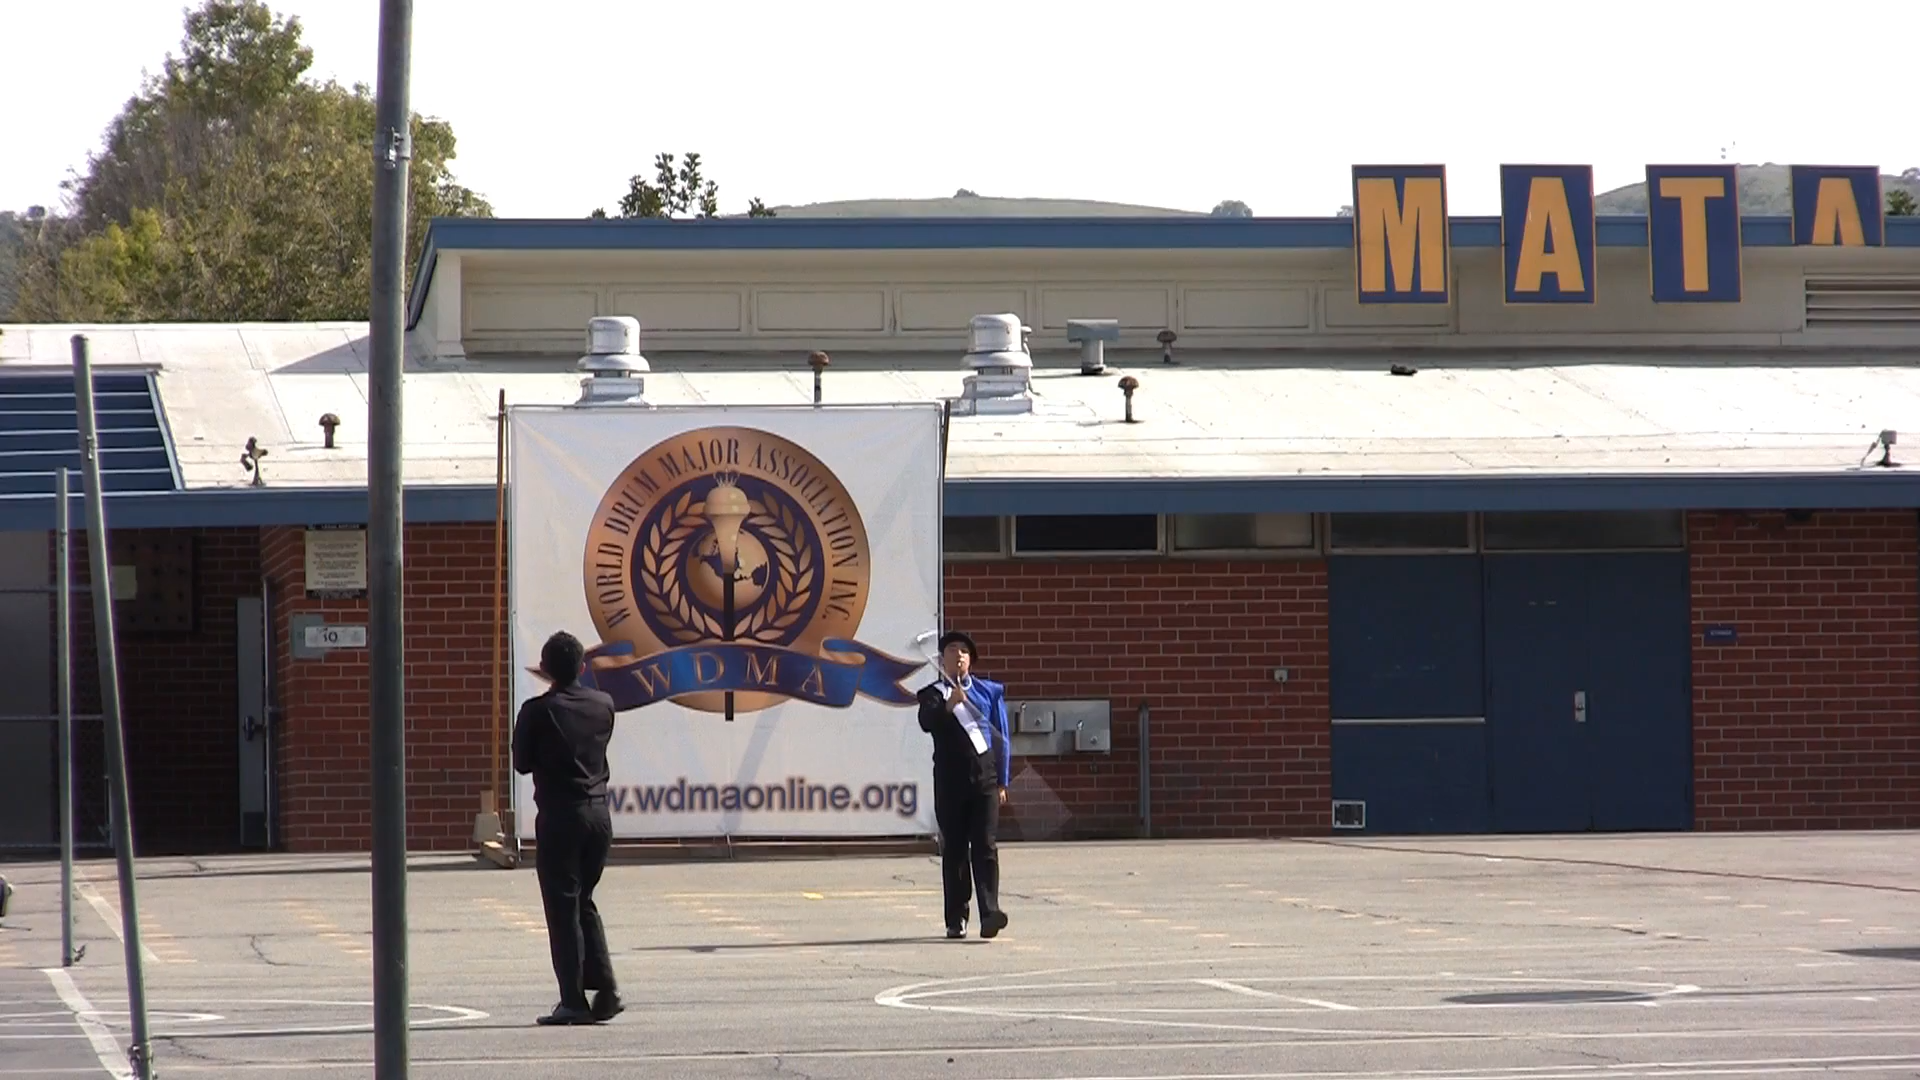 MATA
WORLD DRUM MAJOR ASSOCIATION INC.
WDMA
w.wdmaonline.org
10